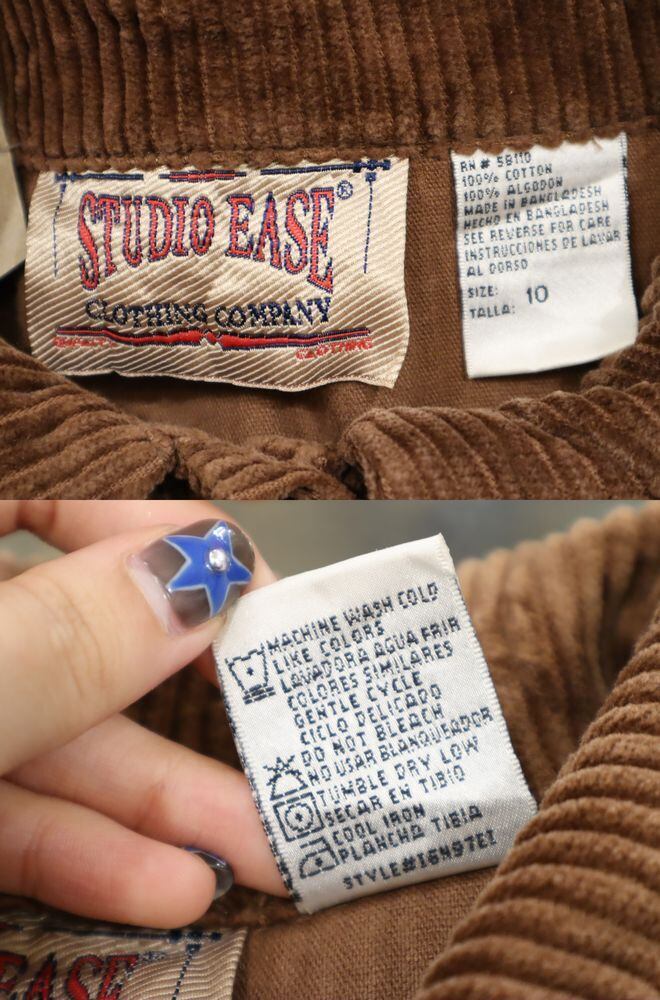 STUDIO EASE®
CLOTHING COMPANY
CLOTHING
RN # 58110
100% COTTON
100% ALGODON
MADE IN BANGLADESH
HECHO EN BANGLADESH
SEE REVERSE FOR CARE
INSTRUCCIONES DE LAVAR
AL DORSO
SIZE:
TALLA: 10
MACHINE WASH COLD
LIKE COLORS
LAVADORA AGUA FRIA
COLORES SIMILARES
GENTLE CYCLE
CICLO DELICADO
DO NOT BLEACH
NO USAR BLANQUEADOR
TUMBLE DRY LOW
SECAR EN TIBIO
COOL IRON
PLANCHA TIBIA
EASE